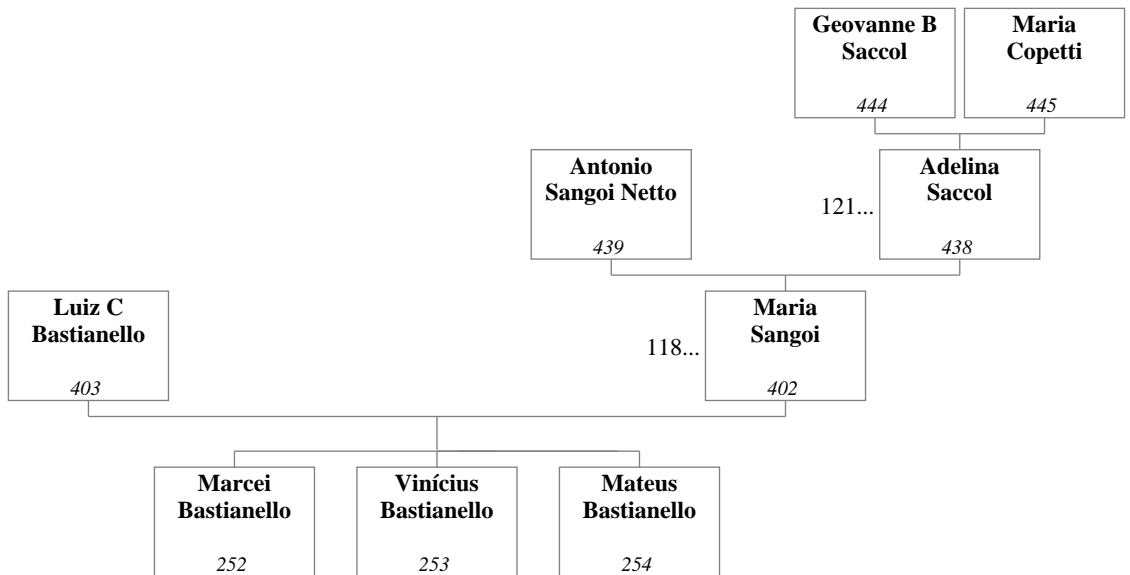 Geovanne B
Saccol
444
Maria
Copetti
445
Antonio
Sangoi Netto
439
121...
Adelina
Saccol
438
Luiz C
Bastianello
403
118...
Maria
Sangoi
402
Marcei
Bastianello
252
Vinícius
Bastianello
253
Mateus
Bastianello
254